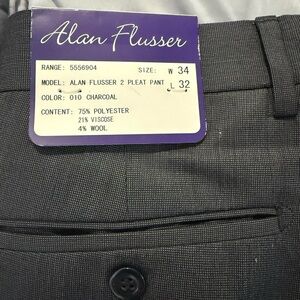 Alan Flusser
RANGE: 5556904 SIZE: W 34
MODEL: ALAN FLUSSER 2 PLEAT PANT L 32
COLOR: 010 CHARCOAL
CONTENT: 75% POLYESTER
21% VISCOSE
4% WOOL